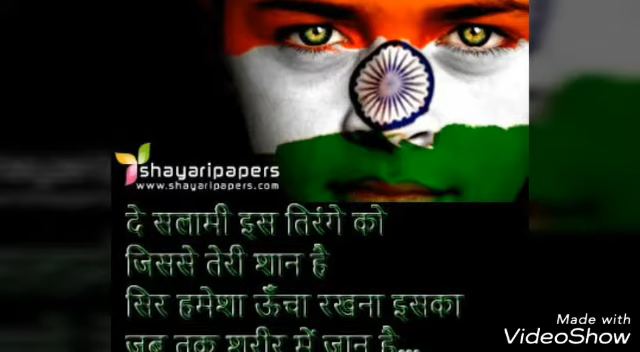 shayaripapers
www.shayaripapers.com
दे सलामी इस तिरंगे को
जिससे तेरी शान है
सिर हमेशा ऊँचा रखना इसका
जब तक शरीर में जान है...
Made with
VideoShow